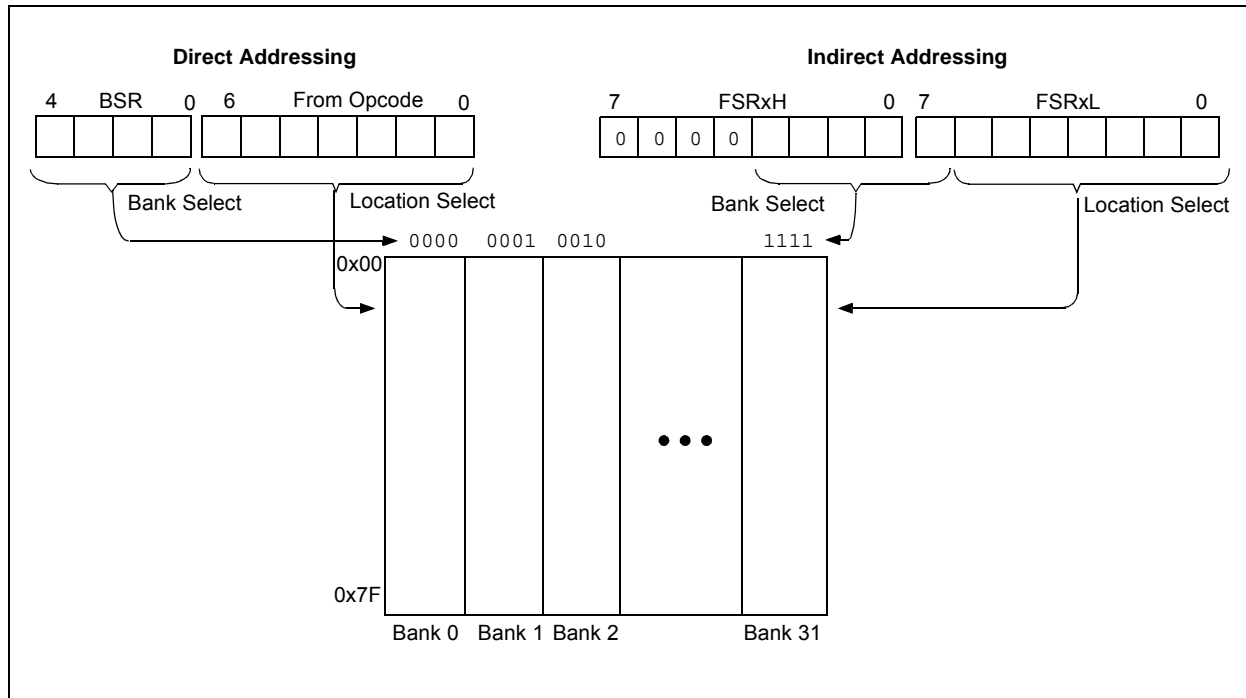 Direct Addressing
Indirect Addressing
4 BSR 0 6 From Opcode 0
7 FSRxH 0 7 FSRxL 0
0 0 0 0
Bank Select Location Select
Bank Select Location Select
0000 0001 0010 1111
0x00
0x7F
Bank 0 Bank 1 Bank 2 Bank 31